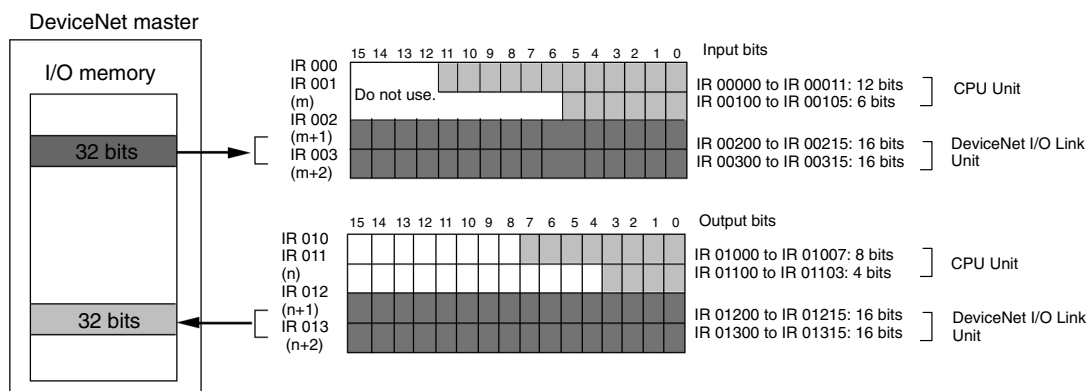 DeviceNet master
I/O memory
32 bits
32 bits
15 14 13 12 11 10 9 8 7 6 5 4 3 2 1 0
Input bits
IR 000
IR 001
(m)
IR 002
(m+1)
IR 003
(m+2)
Do not use.
IR 00000 to IR 00011: 12 bits
IR 00100 to IR 00105: 6 bits
CPU Unit
IR 00200 to IR 00215: 16 bits
IR 00300 to IR 00315: 16 bits
DeviceNet I/O Link
Unit
15 14 13 12 11 10 9 8 7 6 5 4 3 2 1 0
Output bits
IR 010
IR 011
(n)
IR 012
(n+1)
IR 013
(n+2)
IR 01000 to IR 01007: 8 bits
IR 01100 to IR 01103: 4 bits
CPU Unit
IR 01200 to IR 01215: 16 bits
IR 01300 to IR 01315: 16 bits
DeviceNet I/O Link
Unit